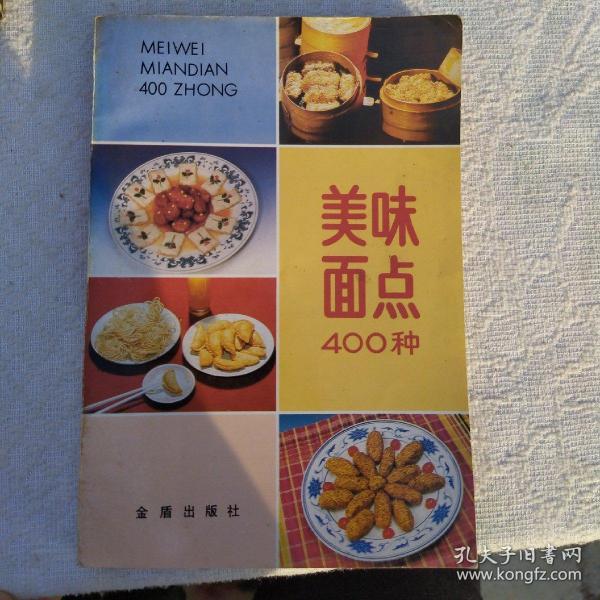 MEIWEI
MIANDIAN
400 ZHONG
美味
面点
400种
金盾出版社
孔夫子旧书网
www.kongfz.com